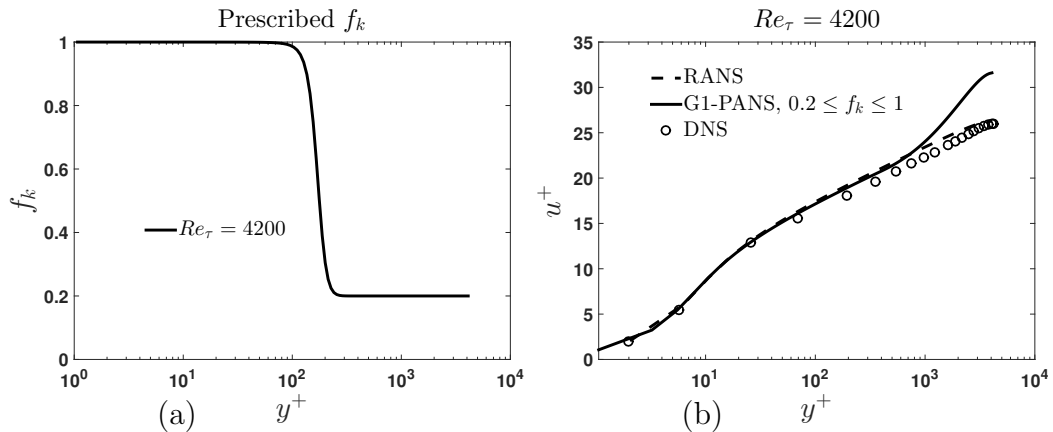 Prescribed f_k
1
0.8
0.6
0.4
0.2
0
f_k
Re_τ = 4200
10^0
10^1
10^2
10^3
10^4
y^+
(a)
Re_τ = 4200
35
30
25
20
15
10
5
0
u^+
RANS
G1-PANS, 0.2 ≤ f_k ≤ 1
DNS
10^1
10^2
10^3
10^4
y^+
(b)